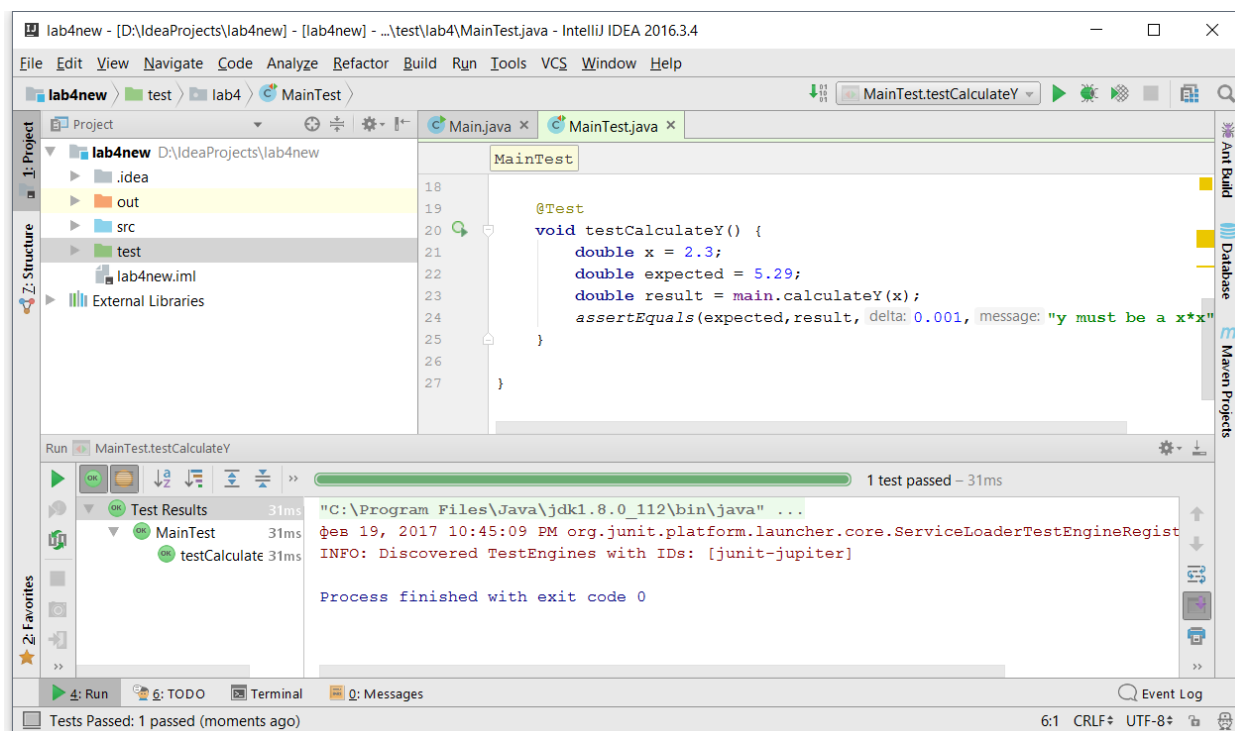 lab4new - [D:\IdeaProjects\lab4new] - [lab4new] - ...\test\lab4\MainTest.java - IntelliJ IDEA 2016.3.4
File Edit View Navigate Code Analyze Refactor Build Run Tools VCS Window Help
lab4new test lab4 MainTest
MainTest.testCalculateY
1: Project
7: Structure
2: Favorites
Project
lab4new D:\IdeaProjects\lab4new
.idea
out
src
test
lab4new.iml
External Libraries
Main.java MainTest.java
MainTest
18
19 @Test
20 void testCalculateY() {
21 double x = 2.3;
22 double expected = 5.29;
23 double result = main.calculateY(x);
24 assertEquals(expected,result, delta: 0.001, message: "y must be a x*x"
25 }
26
27 }
Ant Build
Database
Maven Projects
Run MainTest.testCalculateY
1 test passed – 31ms
Test Results 31ms
MainTest 31ms
testCalculate 31ms
"C:\Program Files\Java\jdk1.8.0_112\bin\java" ...
фев 19, 2017 10:45:09 PM org.junit.platform.launcher.core.ServiceLoaderTestEngineRegist
INFO: Discovered TestEngines with IDs: [junit-jupiter]
Process finished with exit code 0
4: Run 6: TODO Terminal 0: Messages Event Log
Tests Passed: 1 passed (moments ago) 6:1 CRLF UTF-8